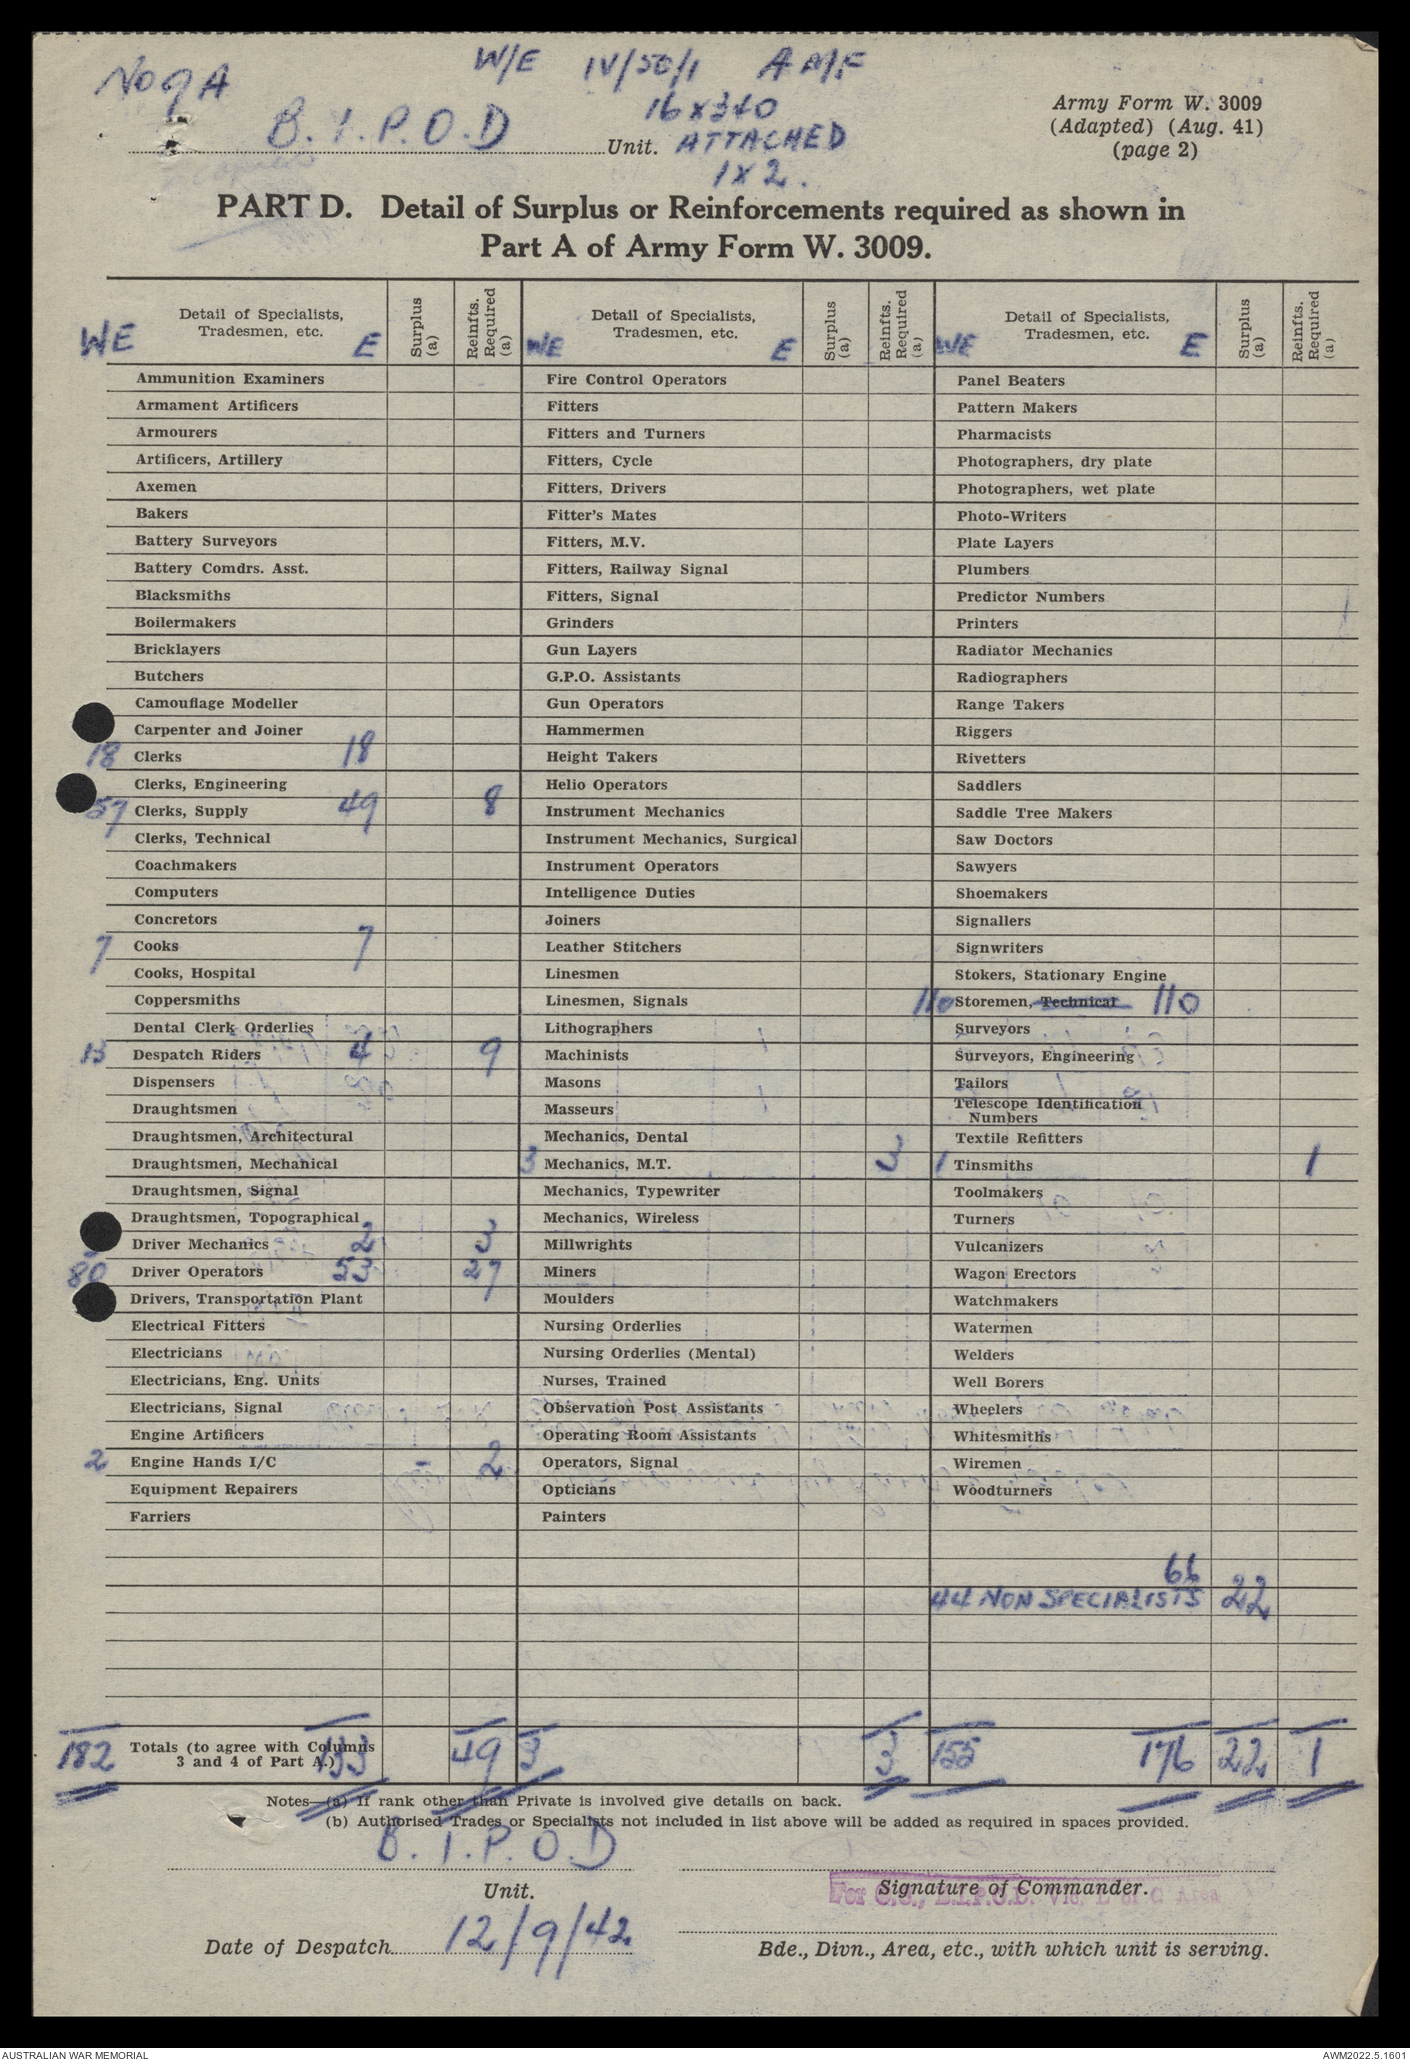 No 9A
W/E IV/50/1 AMF
16 x 340
B. I. P. O. D Unit. ATTACHED
1 x 2.
Army Form W. 3009
(Adapted) (Aug. 41)
(page 2)
PART D. Detail of Surplus or Reinforcements required as shown in
Part A of Army Form W. 3009.
WE Detail of Specialists, Tradesmen, etc. E Surplus (a) Reinfts. Required (a) WE Detail of Specialists, Tradesmen, etc. E Surplus (a) Reinfts. Required (a) WE Detail of Specialists, Tradesmen, etc. E Surplus (a) Reinfts. Required (a)
Ammunition Examiners Fire Control Operators Panel Beaters
Armament Artificers Fitters Pattern Makers
Armourers Fitters and Turners Pharmacists
Artificers, Artillery Fitters, Cycle Photographers, dry plate
Axemen Fitters, Drivers Photographers, wet plate
Bakers Fitter's Mates Photo-Writers
Battery Surveyors Fitters, M.V. Plate Layers
Battery Comdrs. Asst. Fitters, Railway Signal Plumbers
Blacksmiths Fitters, Signal Predictor Numbers
Boilermakers Grinders Printers
Bricklayers Gun Layers Radiator Mechanics
Butchers G.P.O. Assistants Radiographers
Camouflage Modeller Gun Operators Range Takers
Carpenter and Joiner Hammermen Riggers
18 Clerks 18 Height Takers Rivetters
Clerks, Engineering Helio Operators Saddlers
57 Clerks, Supply 49 8 Instrument Mechanics Saddle Tree Makers
Clerks, Technical Instrument Mechanics, Surgical Saw Doctors
Coachmakers Instrument Operators Sawyers
Computers Intelligence Duties Shoemakers
Concretors Joiners Signallers
7 Cooks 7 Leather Stitchers Signwriters
Cooks, Hospital Linesmen Stokers, Stationary Engine
Coppersmiths Linesmen, Signals 110 Storemen, Technical 110
Dental Clerk Orderlies Lithographers Surveyors
13 Despatch Riders 4 9 Machinists Surveyors, Engineering
Dispensers Masons Tailors
Draughtsmen Masseurs Telescope Identification Numbers
Draughtsmen, Architectural Mechanics, Dental Textile Refitters
Draughtsmen, Mechanical 3 Mechanics, M.T. 3 1 Tinsmiths 1
Draughtsmen, Signal Mechanics, Typewriter Toolmakers
Draughtsmen, Topographical Mechanics, Wireless Turners
Driver Mechanics 2 3 Millwrights Vulcanizers
80 Driver Operators 53 27 Miners Wagon Erectors
Drivers, Transportation Plant Moulders Watchmakers
Electrical Fitters Nursing Orderlies Watermen
Electricians Nursing Orderlies (Mental) Welders
Electricians, Eng. Units Nurses, Trained Well Borers
Electricians, Signal Observation Post Assistants Wheelers
Engine Artificers Operating Room Assistants Whitesmiths
2 Engine Hands I/C - 2 Operators, Signal Wiremen
Equipment Repairers Opticians Woodturners
Farriers Painters
66
44 NON SPECIALISTS 22
182 Totals (to agree with Columns 3 and 4 of Part A.) 133 49 3 3 155 176 22 1
Notes—(a) If rank other than Private is involved give details on back.
(b) Authorised Trades or Specialists not included in list above will be added as required in spaces provided.
B. I. P. O. D
Unit.
Signature of Commander.
For C.O., B.I.P.O.D. Vic. L of C Area
Date of Despatch 12/9/42
Bde., Divn., Area, etc., with which unit is serving.
AUSTRALIAN WAR MEMORIAL
AWM2022.5.1601